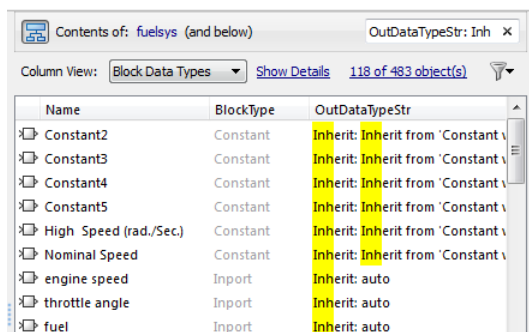 Contents of: fuelsys (and below) OutDataTypeStr: Inh ×
Column View: Block Data Types Show Details 118 of 483 object(s)
Name BlockType OutDataTypeStr
Constant2 Constant Inherit: Inherit from 'Constant v
Constant3 Constant Inherit: Inherit from 'Constant v
Constant4 Constant Inherit: Inherit from 'Constant v
Constant5 Constant Inherit: Inherit from 'Constant v
High Speed (rad./Sec.) Constant Inherit: Inherit from 'Constant v
Nominal Speed Constant Inherit: Inherit from 'Constant v
engine speed Inport Inherit: auto
throttle angle Inport Inherit: auto
fuel Inport Inherit: auto